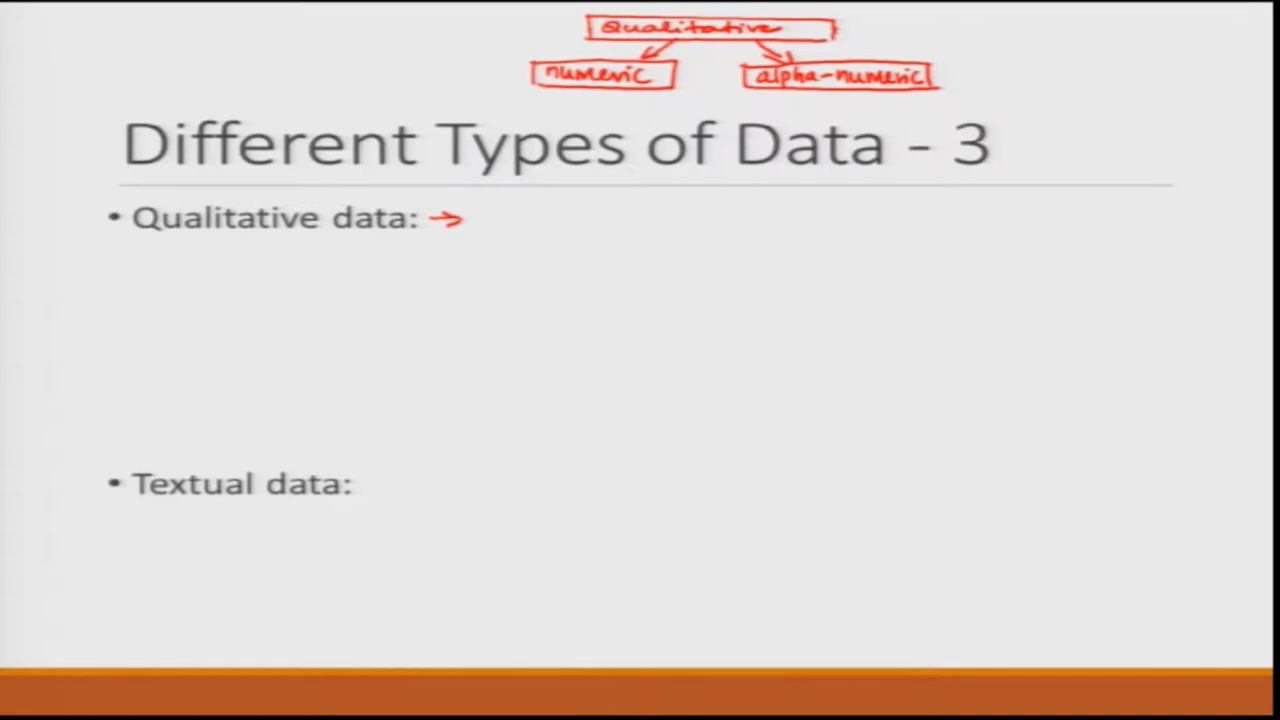 Qualitative
numeric alpha-numeric
Different Types of Data - 3
• Qualitative data: →
• Textual data: